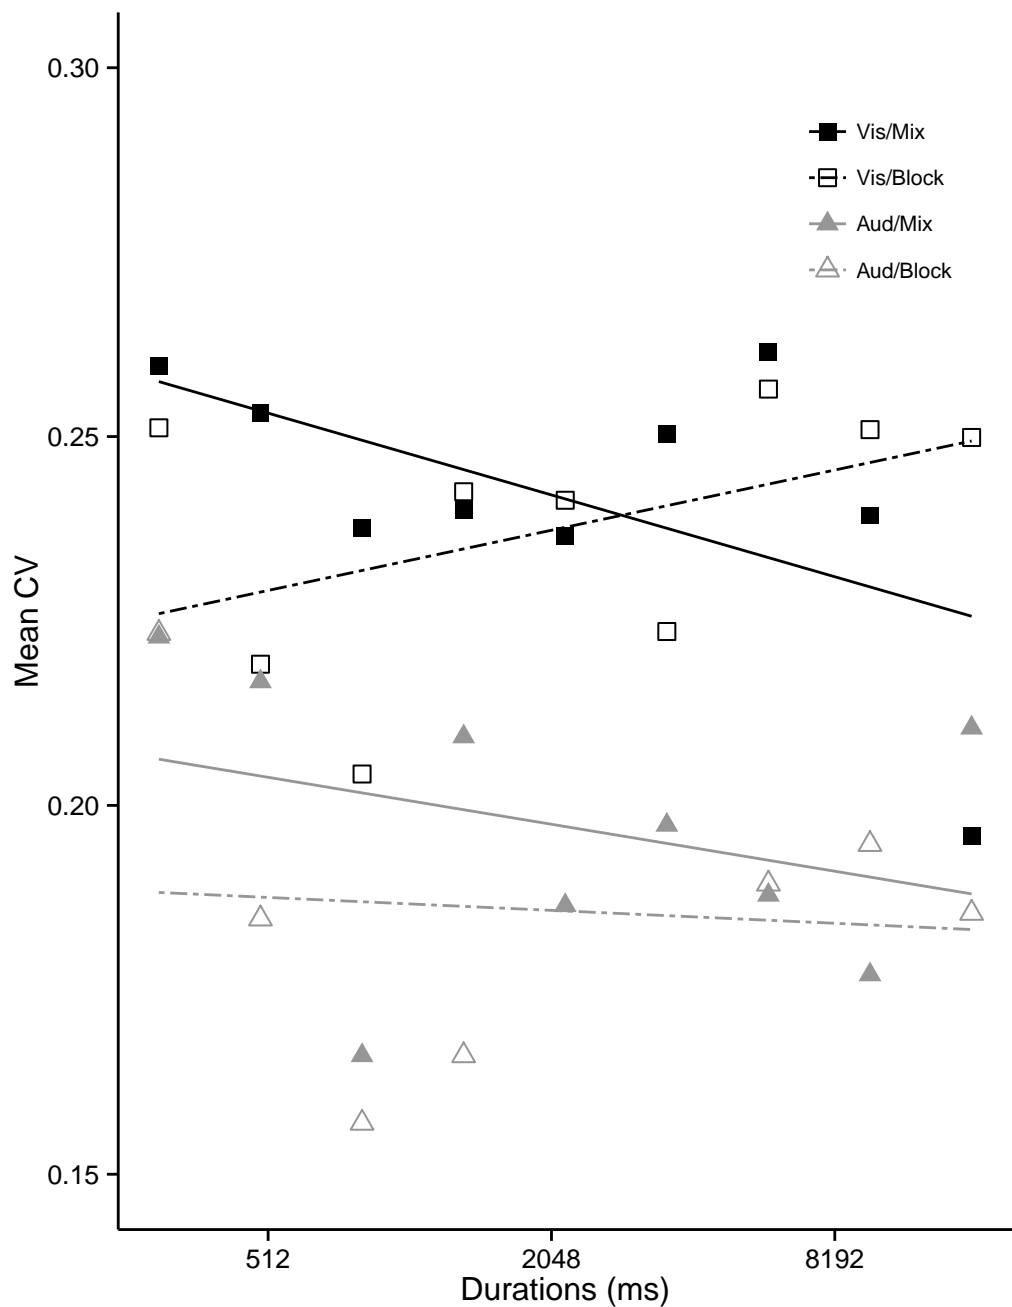 0.30
Vis/Mix
Vis/Block
Aud/Mix
Aud/Block
0.25
Mean CV
0.20
0.15
512
2048
8192
Durations (ms)